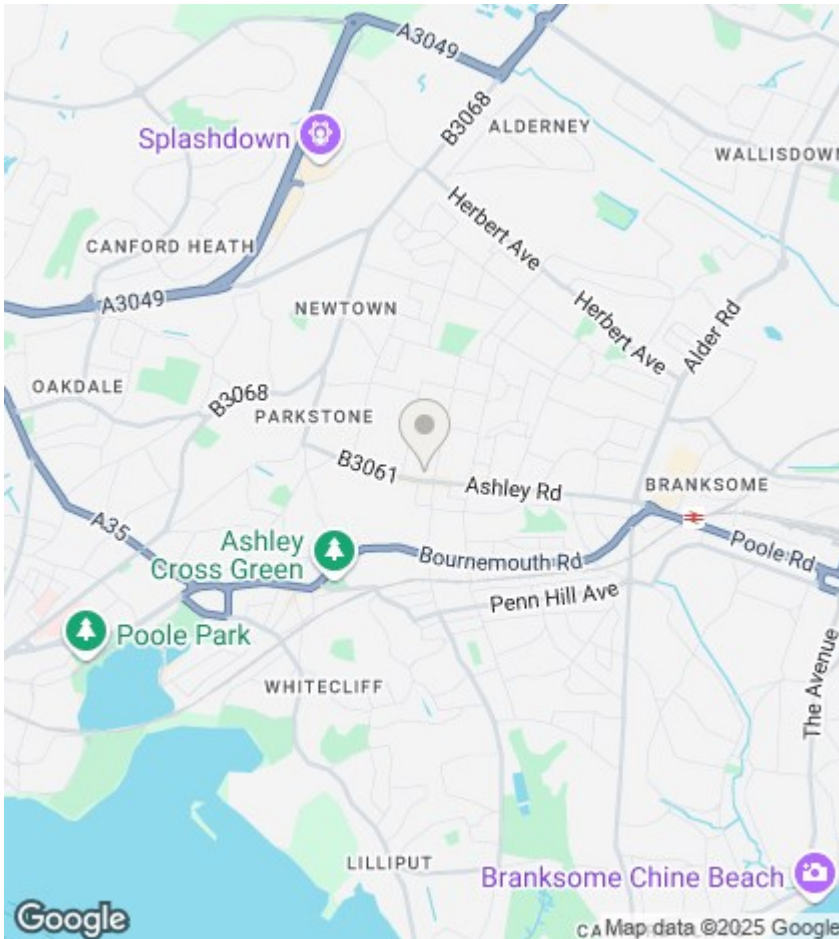 A3049
B3068
ALDERNEY
Splashdown
WALLISDOWN
Herbert Ave
CANFORD HEATH
A3049
NEWTOWN
Herbert Ave
Alder Rd
OAKDALE
B3068
PARKSTONE
B3061
Ashley Rd
BRANKSOME
A35
Ashley
Cross Green
Bournemouth Rd
Poole Rd
Penn Hill Ave
Poole Park
The Avenue
WHITECLIFF
LILLIPUT
Branksome Chine Beach
Google
CA
Map data ©2025 Google